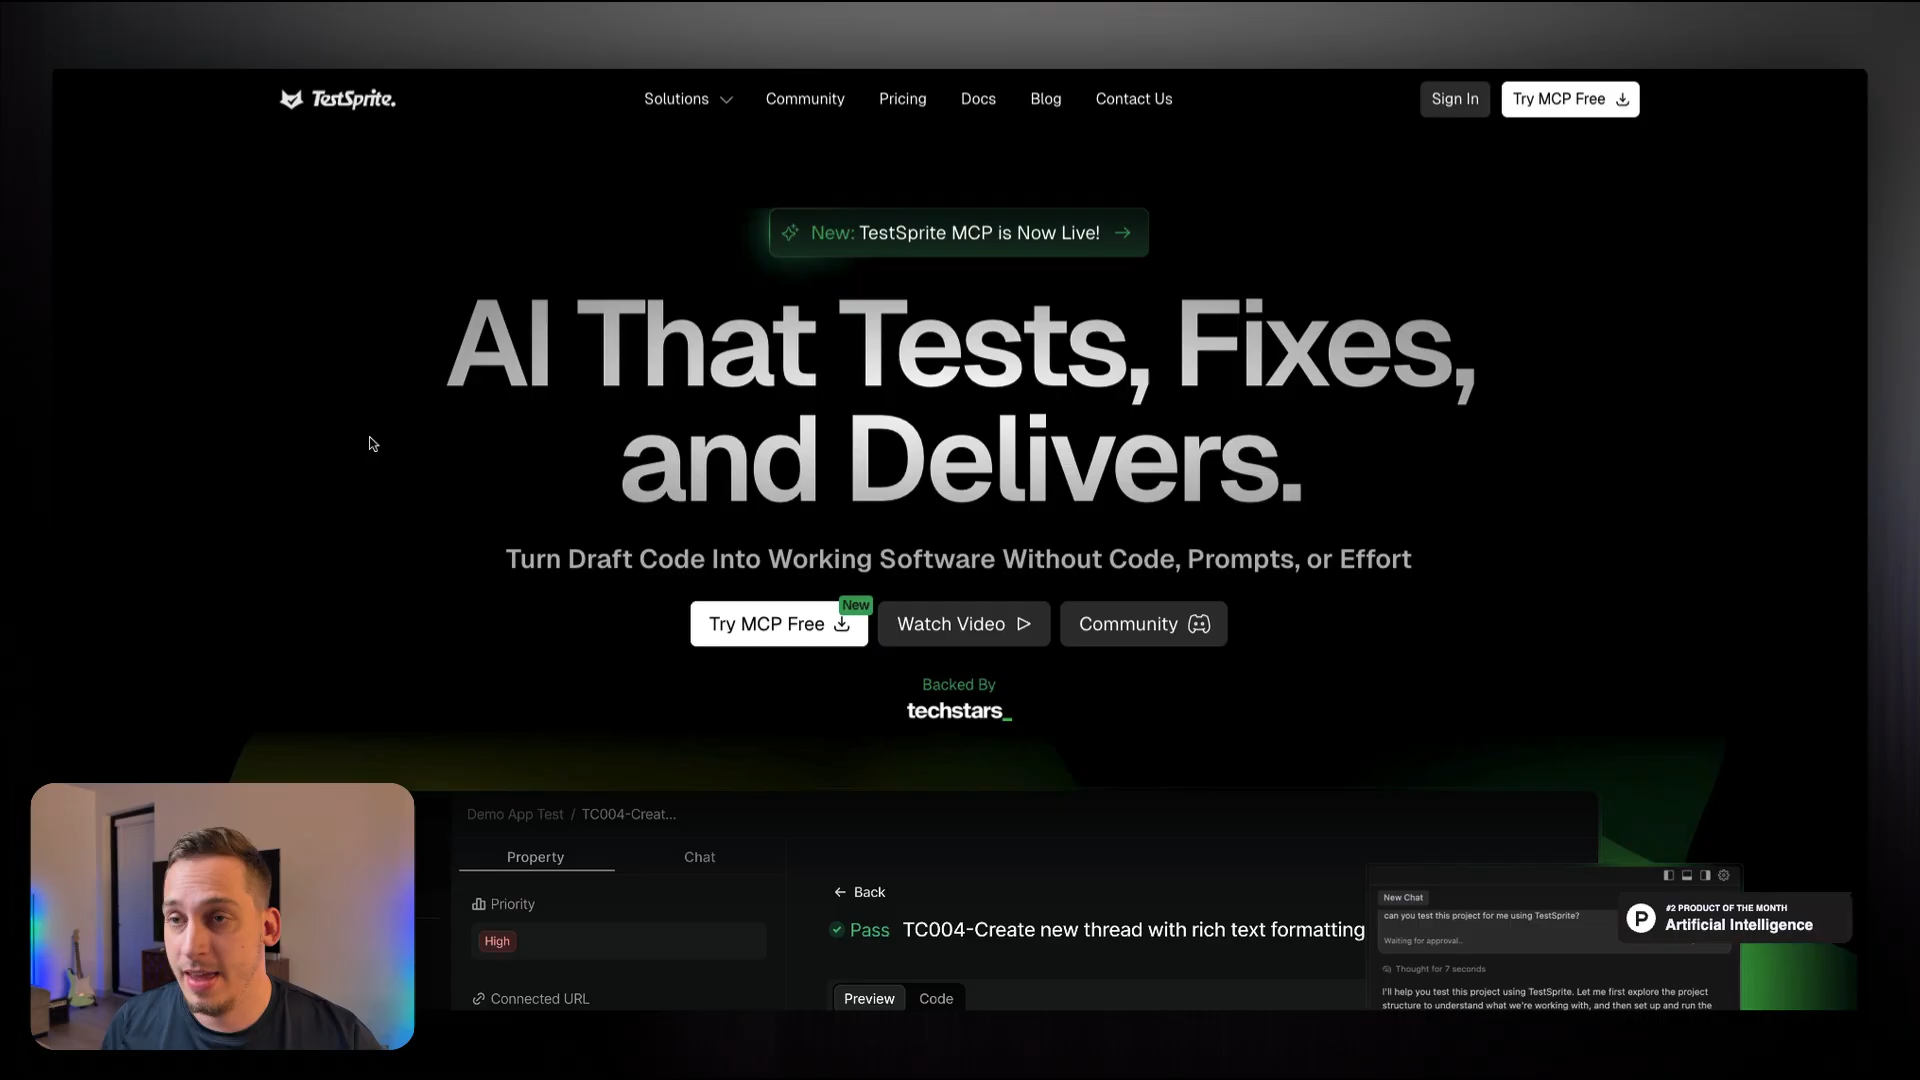 TestSprite.
Solutions
Community
Pricing
Docs
Blog
Contact Us
Sign In
Try MCP Free
New: TestSprite MCP is Now Live!
AI That Tests, Fixes,
and Delivers.
Turn Draft Code Into Working Software Without Code, Prompts, or Effort
Try MCP Free
New
Watch Video
Community
Backed By
techstars_
Demo App Test / TC004-Creat...
Property
Chat
Priority
High
Connected URL
← Back
Pass TC004-Create new thread with rich text formatting
Preview
Code
New Chat
can you test this project for me using TestSprite?
Waiting for approval..
Thought for 7 seconds
I'll help you test this project using TestSprite. Let me first explore the project
structure to understand what we're working with, and then set up and run the
P
#2 PRODUCT OF THE MONTH
Artificial Intelligence